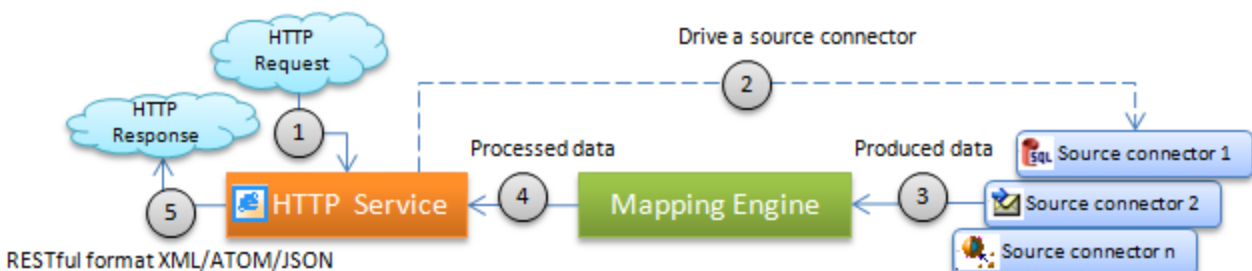 HTTP
Request
Drive a source connector
2
HTTP
Response
1
Processed data
Produced data
SQL Source connector 1
5
HTTP Service
4
Mapping Engine
3
Source connector 2
RESTful format XML/ATOM/JSON
Source connector n